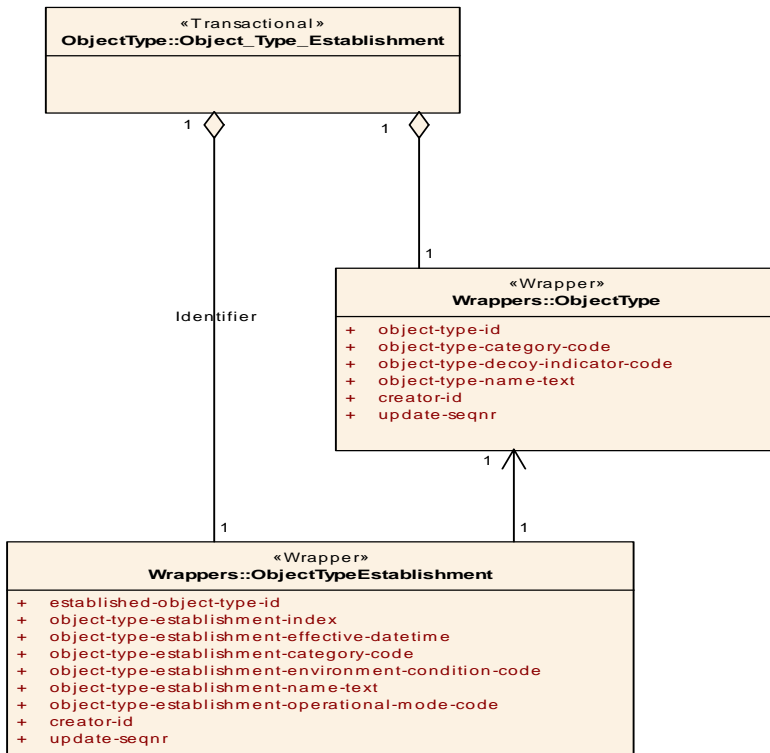 «Transactional»
ObjectType::Object_Type_Establishment
1
1
1
Identifier
«Wrapper»
Wrappers::ObjectType
+ object-type-id
+ object-type-category-code
+ object-type-decoy-indicator-code
+ object-type-name-text
+ creator-id
+ update-seqnr
1
1
1
«Wrapper»
Wrappers::ObjectTypeEstablishment
+ established-object-type-id
+ object-type-establishment-index
+ object-type-establishment-effective-datetime
+ object-type-establishment-category-code
+ object-type-establishment-environment-condition-code
+ object-type-establishment-name-text
+ object-type-establishment-operational-mode-code
+ creator-id
+ update-seqnr